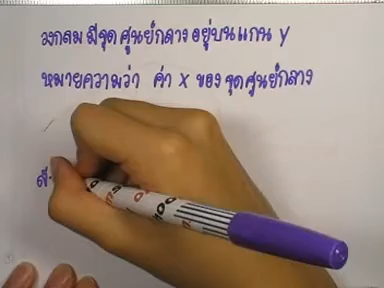 วงกลม มีจุดศูนย์กลาง อยู่บนแกน y
หมายความว่า ค่า x ของ จุดศูนย์กลาง